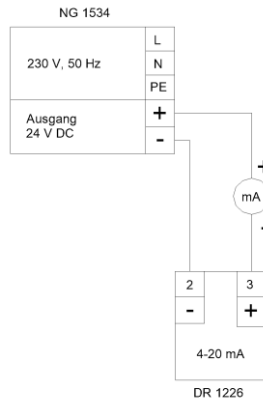 NG 1534
230 V, 50 Hz
L
N
PE
Ausgang
24 V DC
+
-
+
mA
-
2
3
-
+
4-20 mA
DR 1226